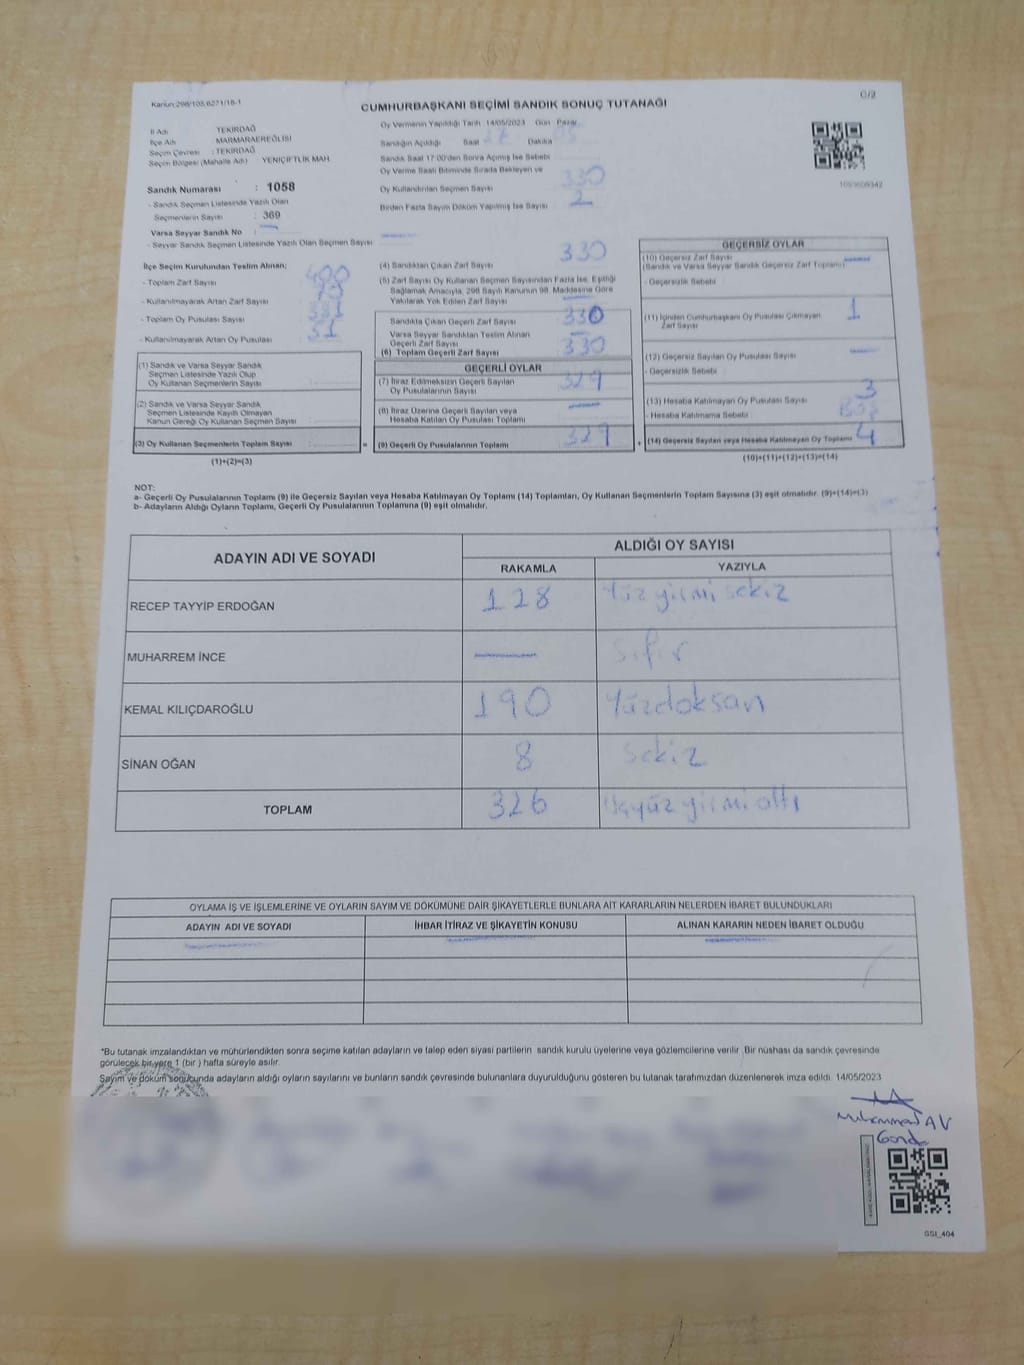 Kanun:298/105,6271/18-1
C/2
CUMHURBAŞKANI SEÇİMİ SANDIK SONUÇ TUTANAĞI
İl Adı : TEKİRDAĞ
İlçe Adı : MARMARAEREĞLİSİ
Seçim Çevresi : TEKİRDAĞ
Seçim Bölgesi (Mahalle Adı) : YENİÇİFTLİK MAH.
Sandık Numarası : 1058
- Sandık Seçmen Listesinde Yazılı Olan
Seçmenlerin Sayısı : 369
Varsa Seyyar Sandık No :
- Seyyar Sandık Seçmen Listesinde Yazılı Olan Seçmen Sayısı
Oy Vermenin Yapıldığı Tarih 14/05/2023 Gün Pazar
Sandığın Açıldığı Saat Dakika
Sandık Saat 17:00'den Sonra Açılmış İse Sebebi
Oy Verme Saati Bitiminde Sırada Bekleyen ve
Oy Kullandırılan Seçmen Sayısı 330
Birden Fazla Sayım Döküm Yapılmış İse Sayısı 2
İlçe Seçim Kurulundan Teslim Alınan;
- Toplam Zarf Sayısı 400
- Kullanılmayarak Artan Zarf Sayısı
- Toplam Oy Pusulası Sayısı
- Kullanılmayarak Artan Oy Pusulası 51
(1) Sandık ve Varsa Seyyar Sandık
Seçmen Listesinde Yazılı Olup
Oy Kullanan Seçmenlerin Sayısı
(2) Sandık ve Varsa Seyyar Sandık
Seçmen Listesinde Kayıtlı Olmayan
Kanun Gereği Oy Kullanan Seçmen Sayısı
(3) Oy Kullanan Seçmenlerin Toplam Sayısı
(1)+(2)=(3)
(4) Sandıktan Çıkan Zarf Sayısı 330
(5) Zarf Sayısı Oy Kullanan Seçmen Sayısından Fazla İse, Eşitliği
Sağlamak Amacıyla, 298 Sayılı Kanunun 98. Maddesine Göre
Yakılarak Yok Edilen Zarf Sayısı
Sandıkta Çıkan Geçerli Zarf Sayısı 330
Varsa Seyyar Sandıktan Teslim Alınan
Geçerli Zarf Sayısı
(6) Toplam Geçerli Zarf Sayısı 330
GEÇERLİ OYLAR
(7) İtiraz Edilmeksizin Geçerli Sayılan
Oy Pusulalarının Sayısı 329
(8) İtiraz Üzerine Geçerli Sayılan veya
Hesaba Katılan Oy Pusulası Toplamı
= (9) Geçerli Oy Pusulalarının Toplamı 329 +
GEÇERSİZ OYLAR
(10) Geçersiz Zarf Sayısı
(Sandık ve Varsa Seyyar Sandık Geçersiz Zarf Toplamı)
- Geçersizlik Sebebi
(11) İçinden Cumhurbaşkanı Oy Pusulası Çıkmayan
Zarf Sayısı 1
(12) Geçersiz Sayılan Oy Pusulası Sayısı
- Geçersizlik Sebebi
(13) Hesaba Katılmayan Oy Pusulası Sayısı 3
- Hesaba Katılmama Sebebi
(14) Geçersiz Sayılan veya Hesaba Katılmayan Oy Toplamı 4
(10)+(11)+(12)+(13)=(14)
NOT:
a- Geçerli Oy Pusulalarının Toplamı (9) ile Geçersiz Sayılan veya Hesaba Katılmayan Oy Toplamı (14) Toplamları, Oy Kullanan Seçmenlerin Toplam Sayısına (3) eşit olmalıdır. (9)+(14)=(3)
b- Adayların Aldığı Oyların Toplamı, Geçerli Oy Pusulalarının Toplamına (9) eşit olmalıdır.
ADAYIN ADI VE SOYADI
ALDIĞI OY SAYISI
RAKAMLA YAZIYLA
RECEP TAYYİP ERDOĞAN 128 Yüz yirmi sekiz
MUHARREM İNCE sıfır
KEMAL KILIÇDAROĞLU 190 Yüzdoksan
SİNAN OĞAN 8 sekiz
TOPLAM 326 Üçyüz yirmi altı
OYLAMA İŞ VE İŞLEMLERİNE VE OYLARIN SAYIM VE DÖKÜMÜNE DAİR ŞİKAYETLERLE BUNLARA AİT KARARLARIN NELERDEN İBARET BULUNDUKLARI
ADAYIN ADI VE SOYADI İHBAR İTİRAZ VE ŞİKAYETİN KONUSU ALINAN KARARIN NEDEN İBARET OLDUĞU
*Bu tutanak imzalandıktan ve mühürlendikten sonra seçime katılan adayların ve talep eden siyasi partilerin sandık kurulu üyelerine veya gözlemcilerine verilir. Bir nüshası da sandık çevresinde
görülecek bir yere 1 (bir) hafta süreyle asılır.
Sayım ve döküm sonucunda adayların aldığı oyların sayılarını ve bunların sandık çevresinde bulunanlara duyurulduğunu gösteren bu tutanak tarafımızdan düzenlenerek imza edildi. 14/05/2023
GSI_404